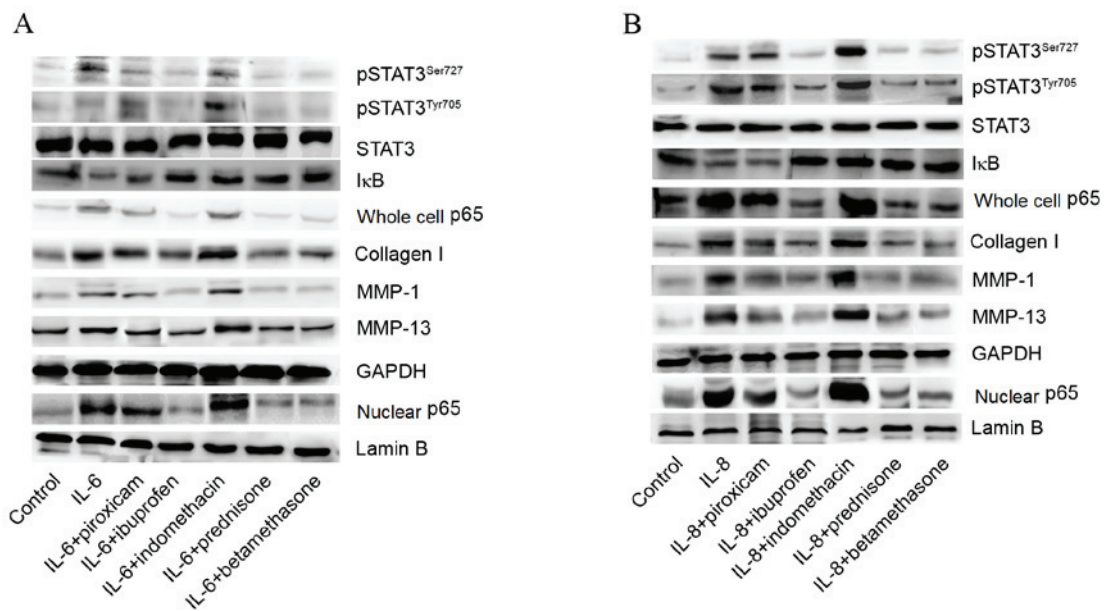 A
pSTAT3Ser727
pSTAT3Tyr705
STAT3
IκB
Whole cell p65
Collagen I
MMP-1
MMP-13
GAPDH
Nuclear p65
Lamin B
Control
IL-6
IL-6+piroxicam
IL-6+ibuprofen
IL-6+indomethacin
IL-6+prednisone
IL-6+betamethasone
B
pSTAT3Ser727
pSTAT3Tyr705
STAT3
IκB
Whole cell p65
Collagen I
MMP-1
MMP-13
GAPDH
Nuclear p65
Lamin B
Control
IL-8
IL-8+piroxicam
IL-8+ibuprofen
IL-8+indomethacin
IL-8+prednisone
IL-8+betamethasone